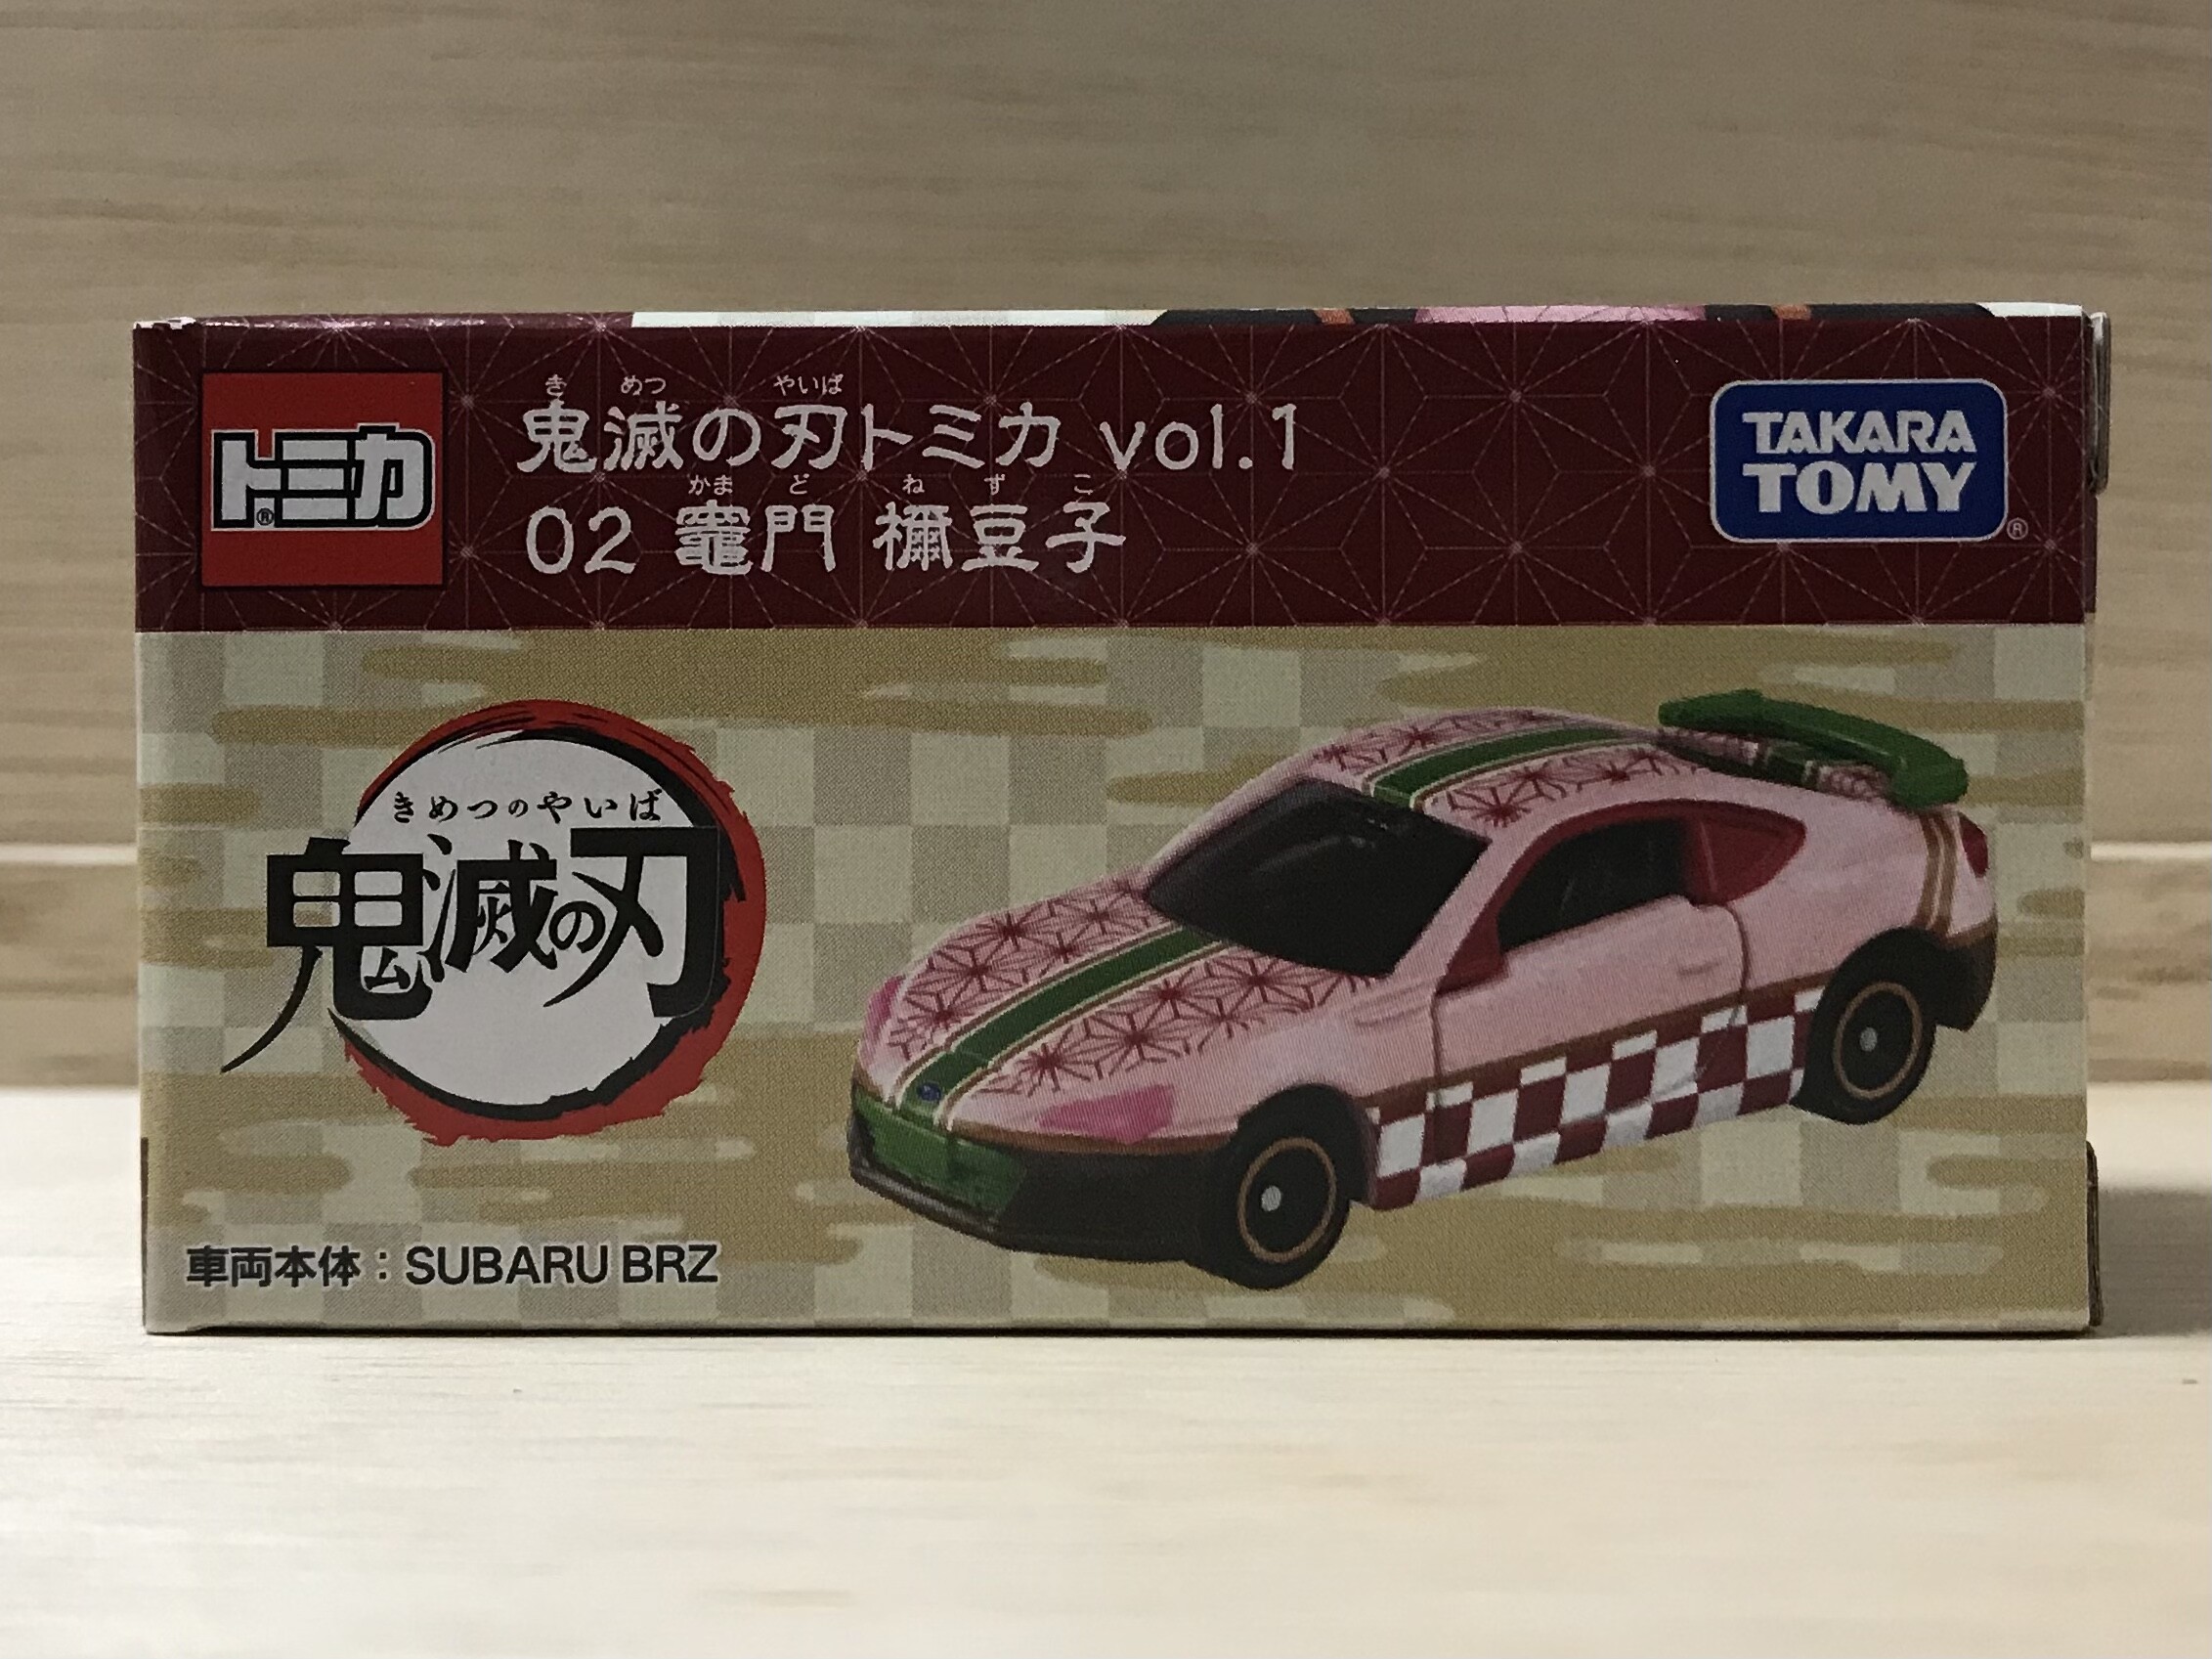 トミカ®
き めつ やいば
鬼滅の刃トミカ vol.1
かま ど ね ず こ
02 竈門 禰豆子
TAKARA
TOMY®
きめつのやいば
鬼滅の刃
車両本体：SUBARU BRZ